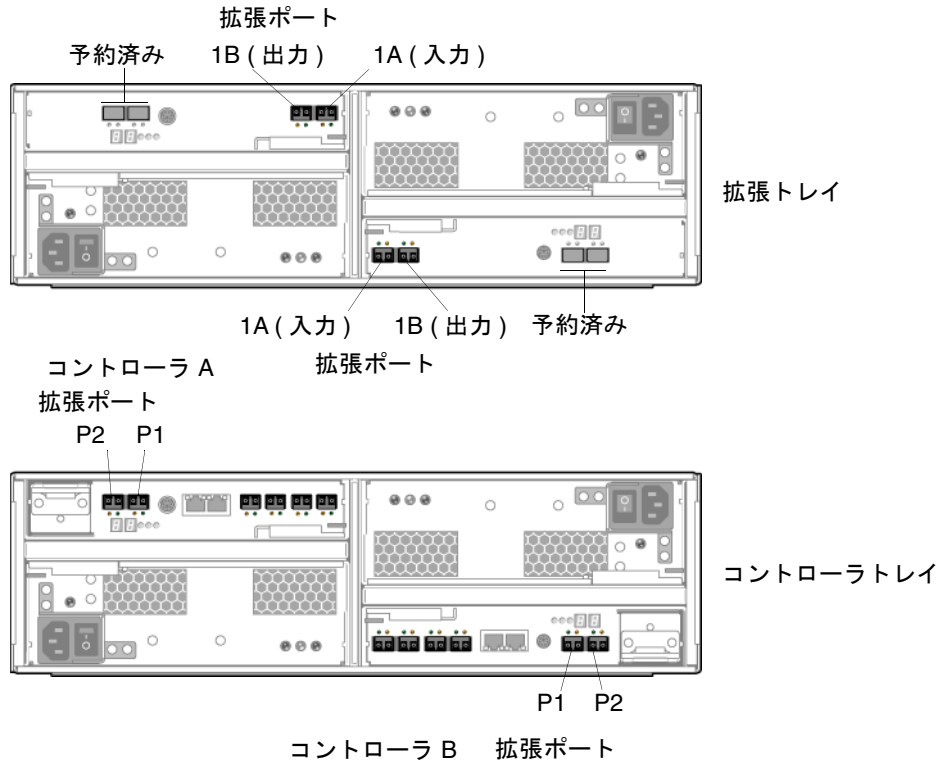 拡張ポート
予約済み 1B ( 出力 ) 1A ( 入力 )
拡張トレイ
1A ( 入力 ) 1B ( 出力 ) 予約済み
拡張ポート
コントローラ A
拡張ポート
P2 P1
コントローラトレイ
P1 P2
コントローラ B 拡張ポート